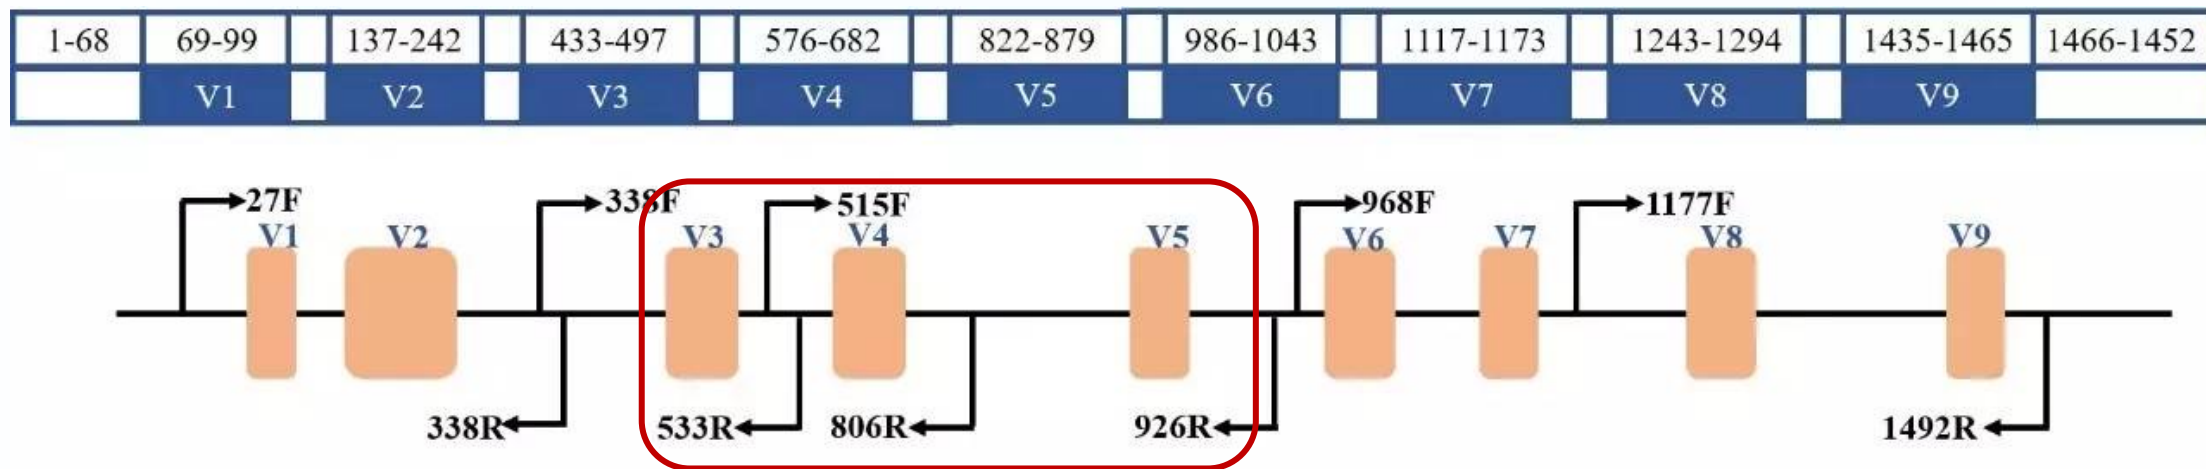 1-68 69-99 137-242 433-497 576-682 822-879 986-1043 1117-1173 1243-1294 1435-1465 1466-1452
V1 V2 V3 V4 V5 V6 V7 V8 V9
27F 338F 515F 968F 1177F
V1 V2 V3 V4 V5 V6 V7 V8 V9
338R 533R 806R 926R 1492R